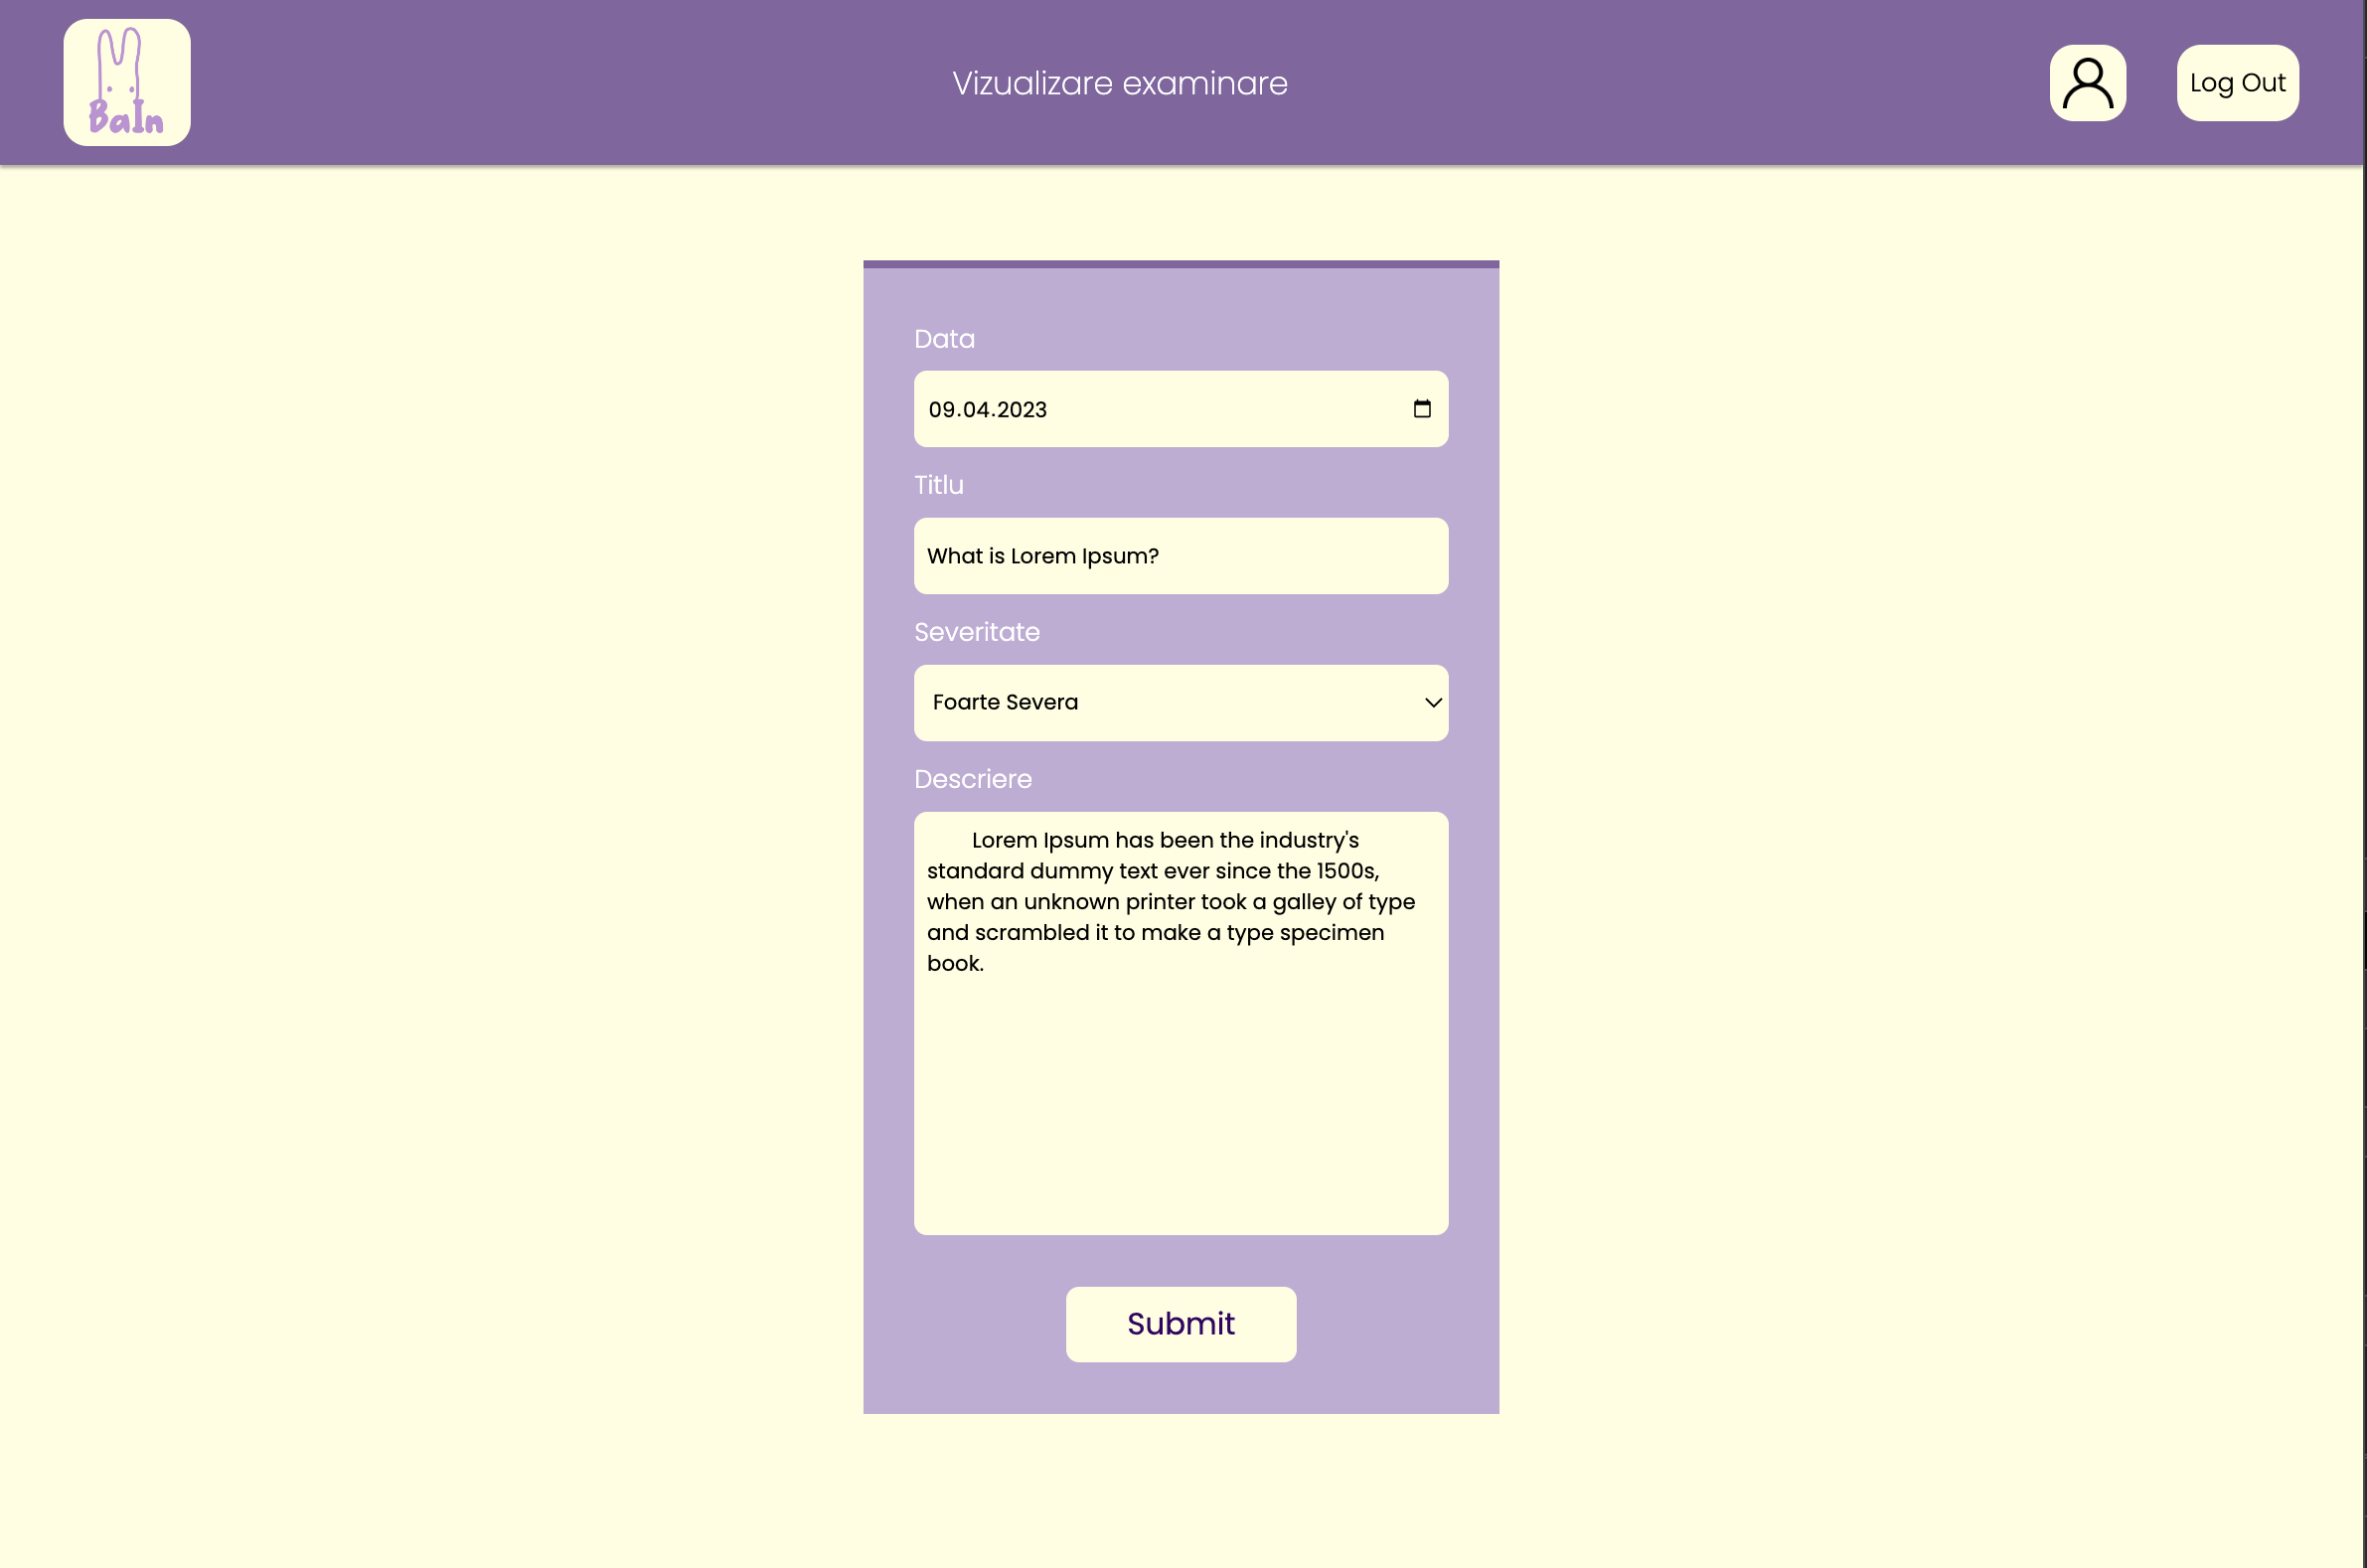 BaIn
Vizualizare examinare
Log Out
Data
09.04.2023
Titlu
What is Lorem Ipsum?
Severitate
Foarte Severa
Descriere
Lorem Ipsum has been the industry's
standard dummy text ever since the 1500s,
when an unknown printer took a galley of type
and scrambled it to make a type specimen
book.
Submit